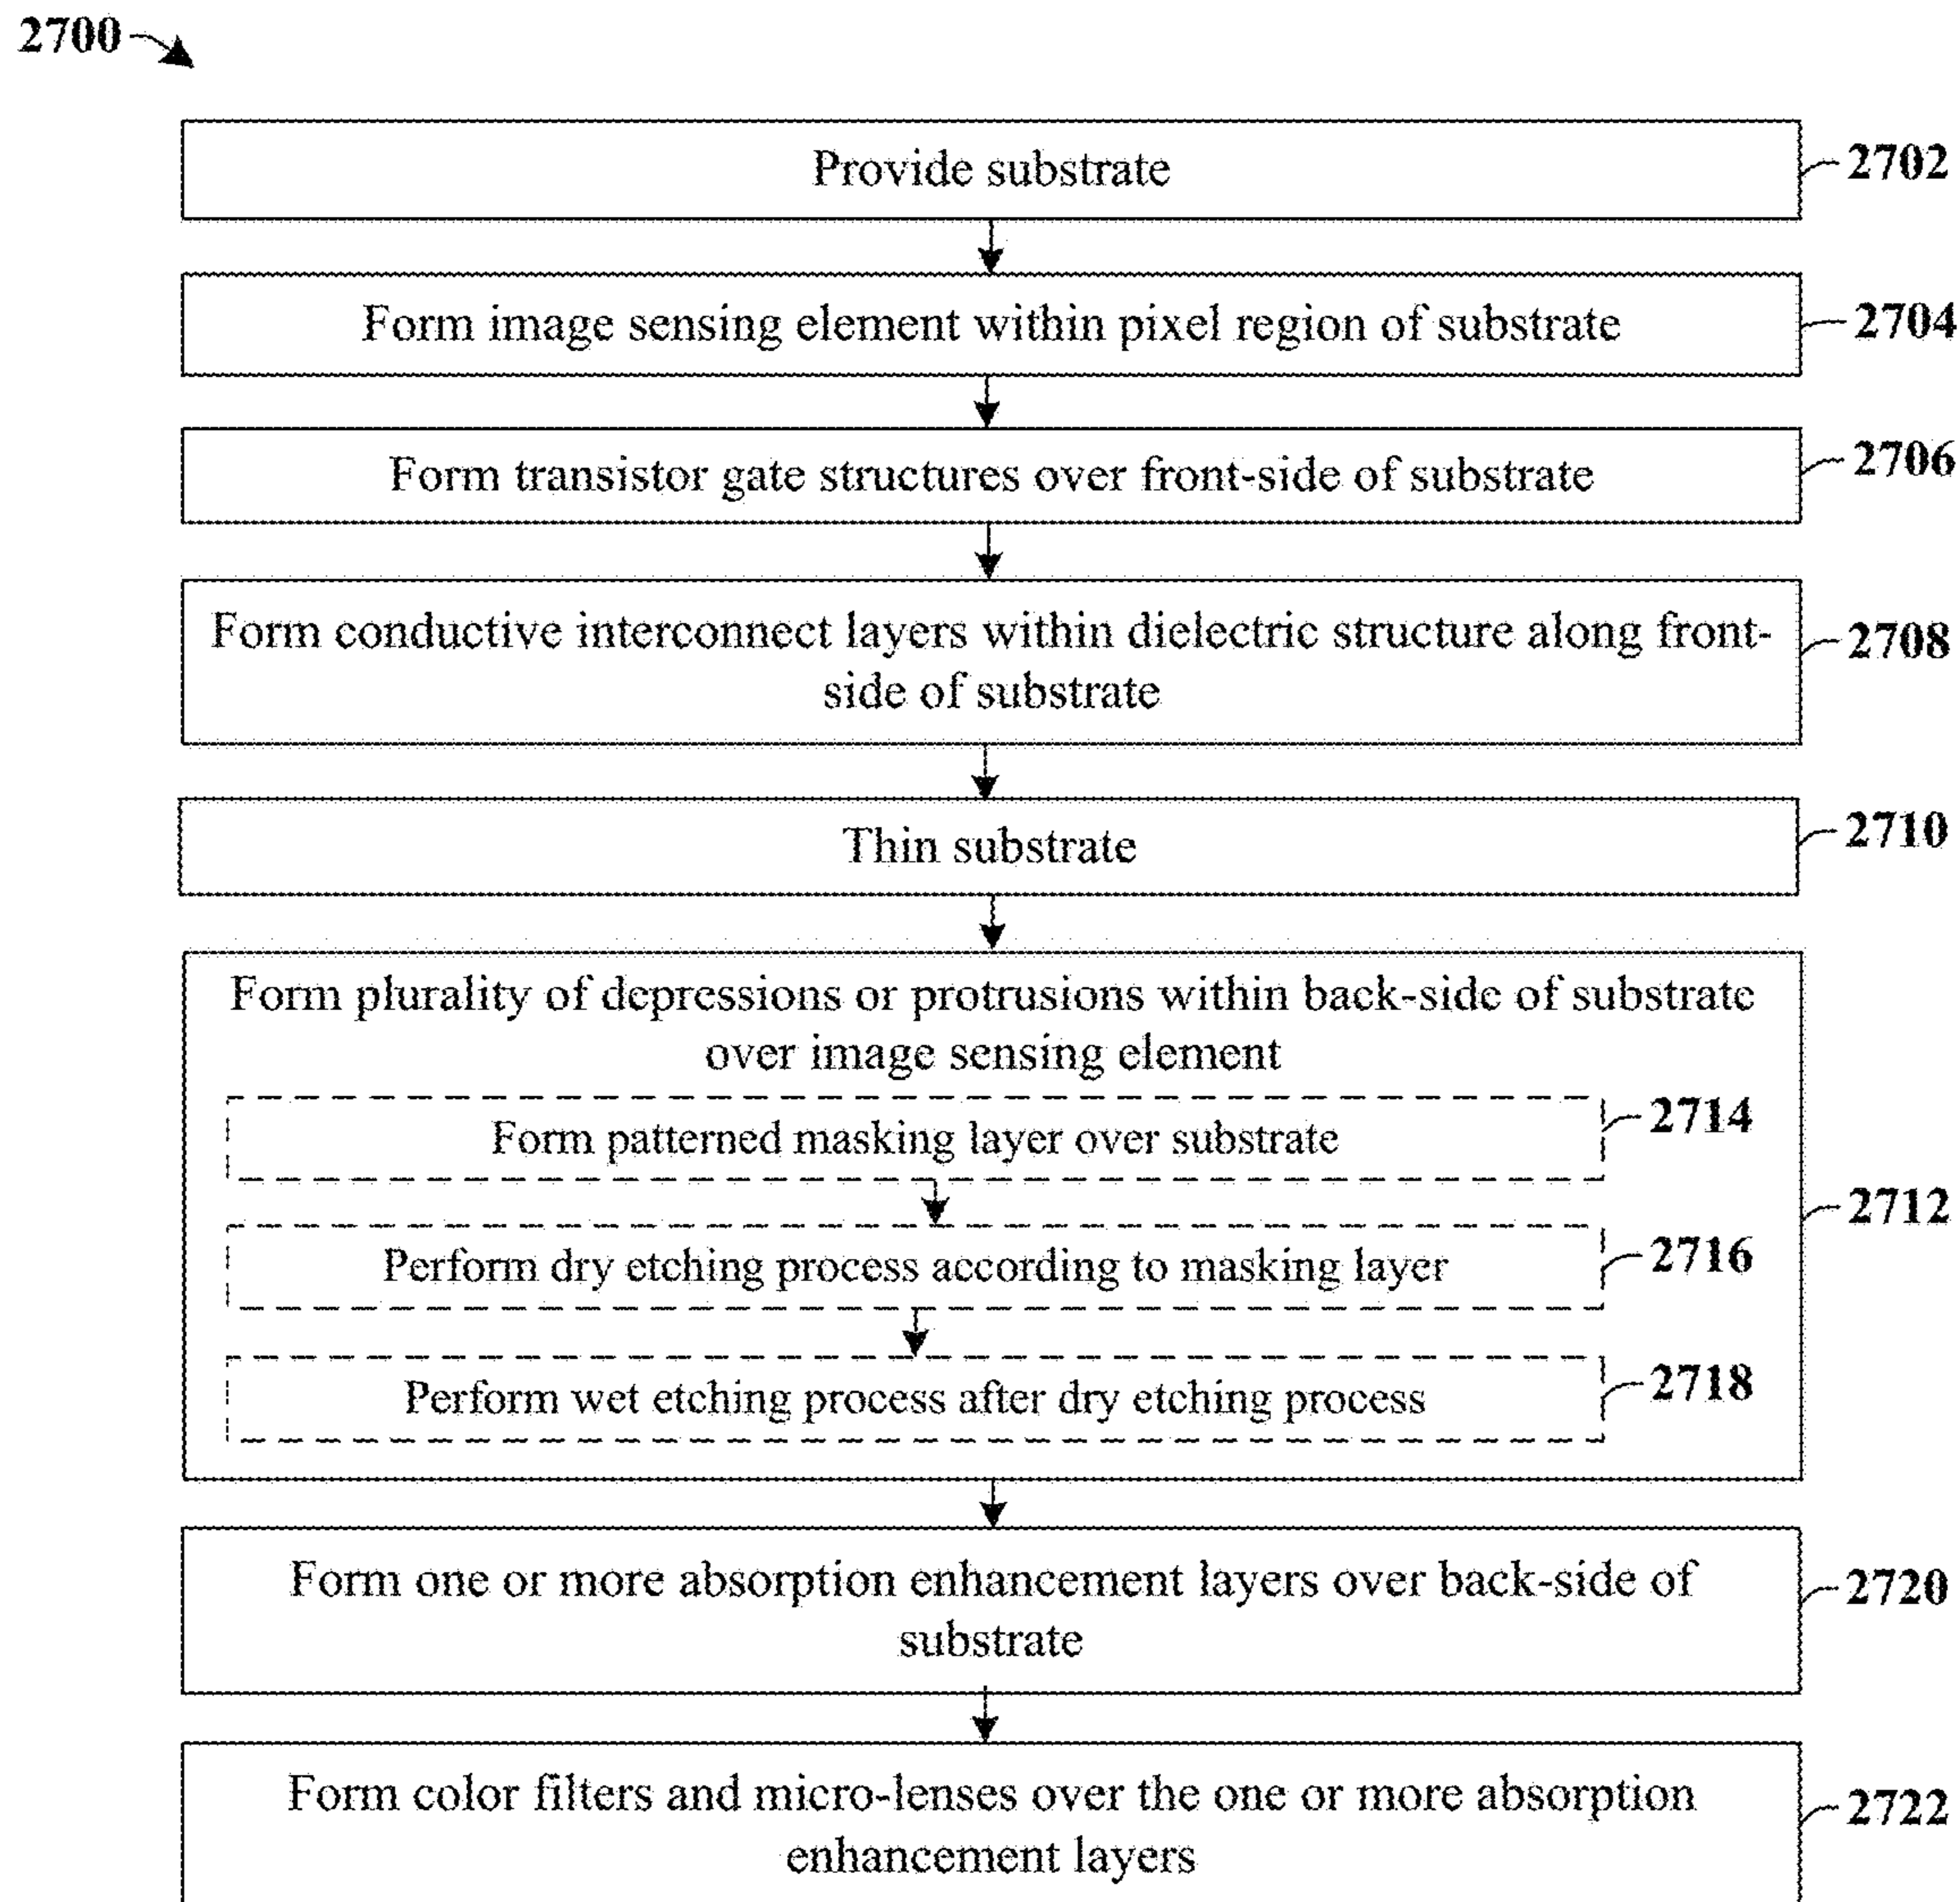 2700
Provide substrate
2702
Form image sensing element within pixel region of substrate
2704
Form transistor gate structures over front-side of substrate
2706
Form conductive interconnect layers within dielectric structure along front-
side of substrate
2708
Thin substrate
2710
Form plurality of depressions or protrusions within back-side of substrate
over image sensing element
2712
Form patterned masking layer over substrate
2714
Perform dry etching process according to masking layer
2716
Perform wet etching process after dry etching process
2718
Form one or more absorption enhancement layers over back-side of
substrate
2720
Form color filters and micro-lenses over the one or more absorption
enhancement layers
2722